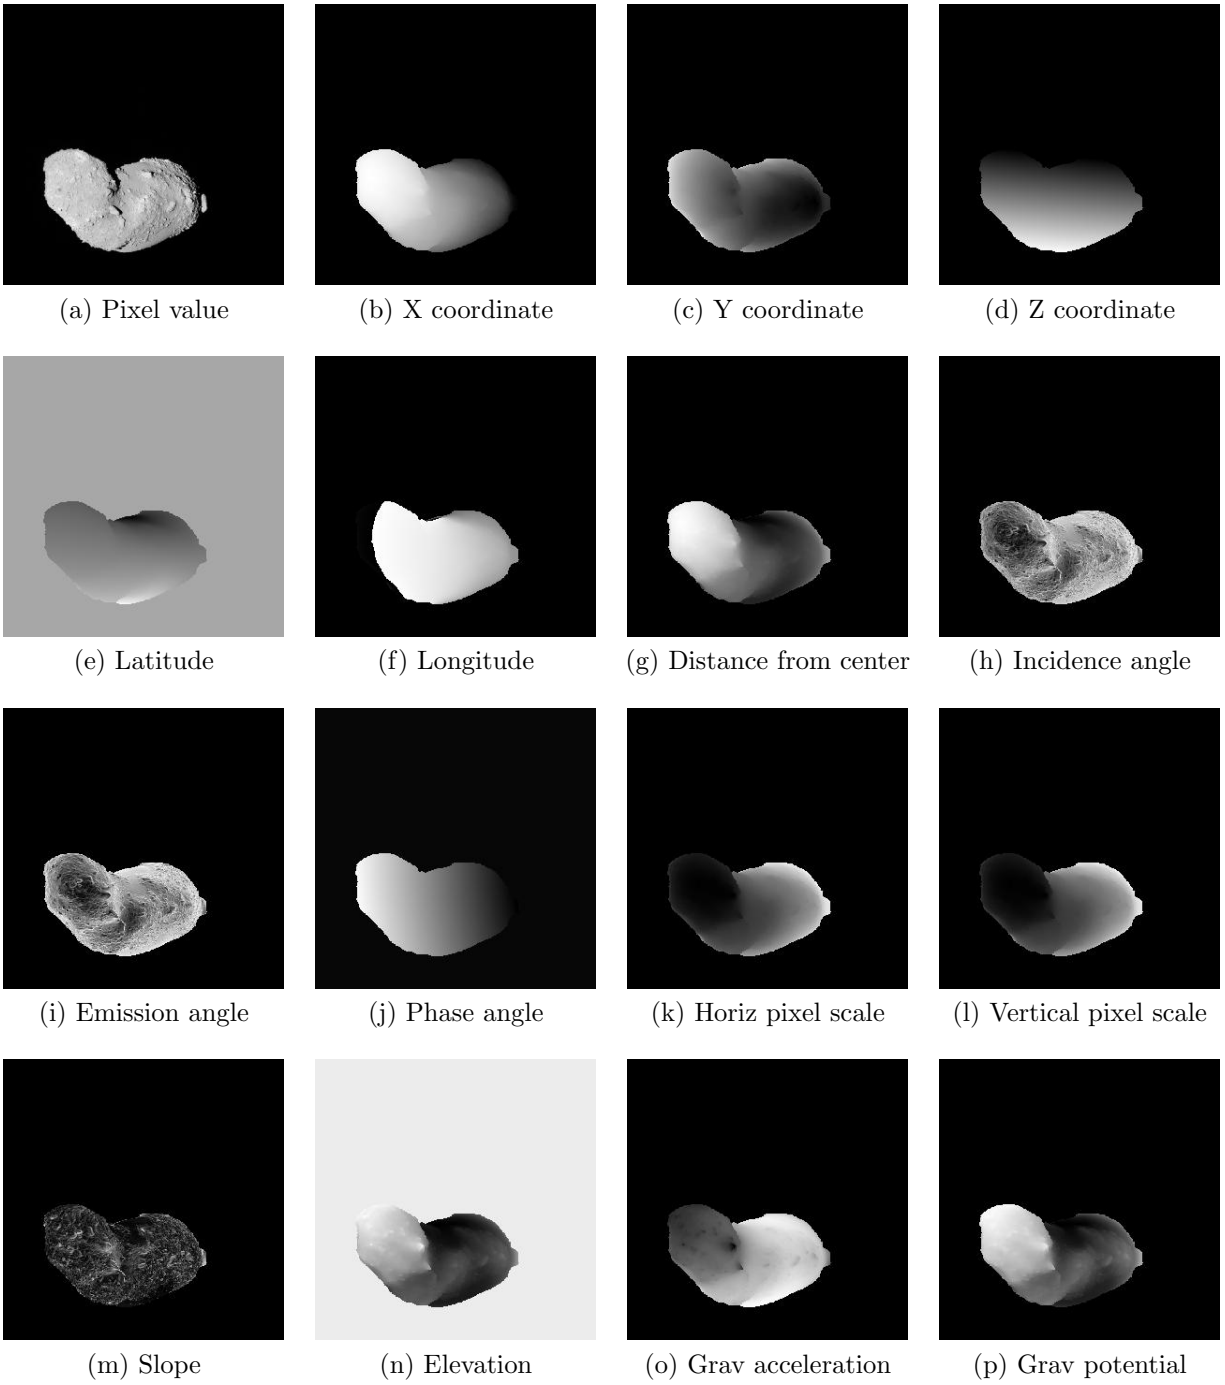 (a) Pixel value
(b) X coordinate
(c) Y coordinate
(d) Z coordinate
(e) Latitude
(f) Longitude
(g) Distance from center
(h) Incidence angle
(i) Emission angle
(j) Phase angle
(k) Horiz pixel scale
(l) Vertical pixel scale
(m) Slope
(n) Elevation
(o) Grav acceleration
(p) Grav potential